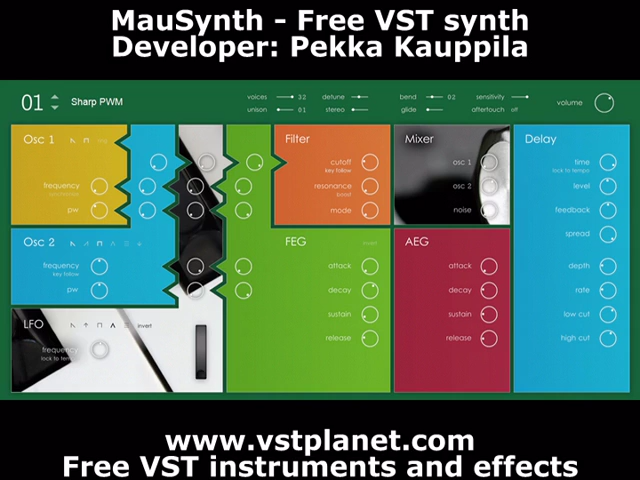 MauSynth - Free VST synth
Developer: Pekka Kauppila
01 Sharp PWM
voices 32 detune bend 02 sensitivity
unison 01 stereo glide aftertouch off
volume
Osc 1
frequency
pw
Osc 2
frequency
key follow
pw
LFO
invert
frequency
lock to tempo
Filter
cutoff
key follow
resonance
mode
FEG
invert
attack
decay
sustain
release
Mixer
osc 1
osc 2
noise
AEG
attack
decay
sustain
release
Delay
time
lock to tempo
level
feedback
spread
depth
rate
low cut
high cut
www.vstplanet.com
Free VST instruments and effects